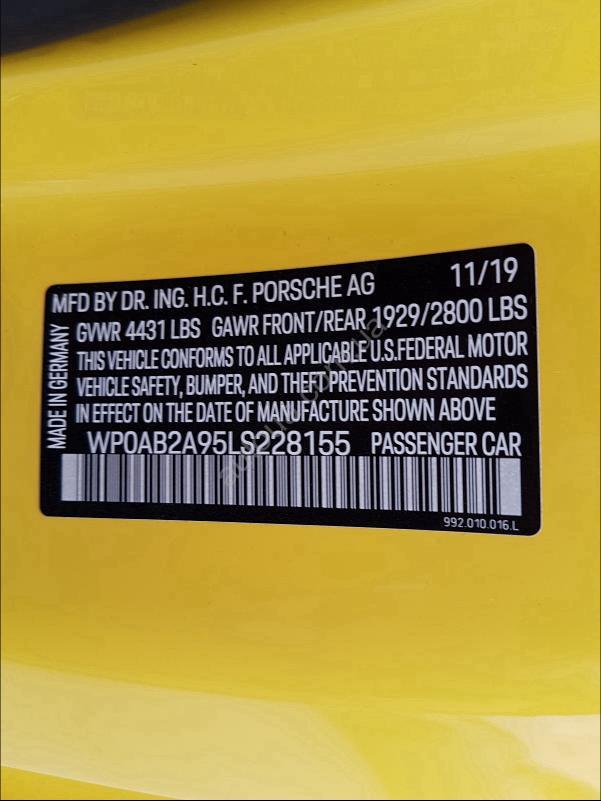 MFD BY DR. ING. H.C. F. PORSCHE AG 11/19
GVWR 4431 LBS GAWR FRONT/REAR 1929/2800 LBS
THIS VEHICLE CONFORMS TO ALL APPLICABLE U.S.FEDERAL MOTOR
VEHICLE SAFETY, BUMPER, AND THEFT PREVENTION STANDARDS
IN EFFECT ON THE DATE OF MANUFACTURE SHOWN ABOVE
WP0AB2A95LS228155 PASSENGER CAR
992.010.016.L
MADE IN GERMANY